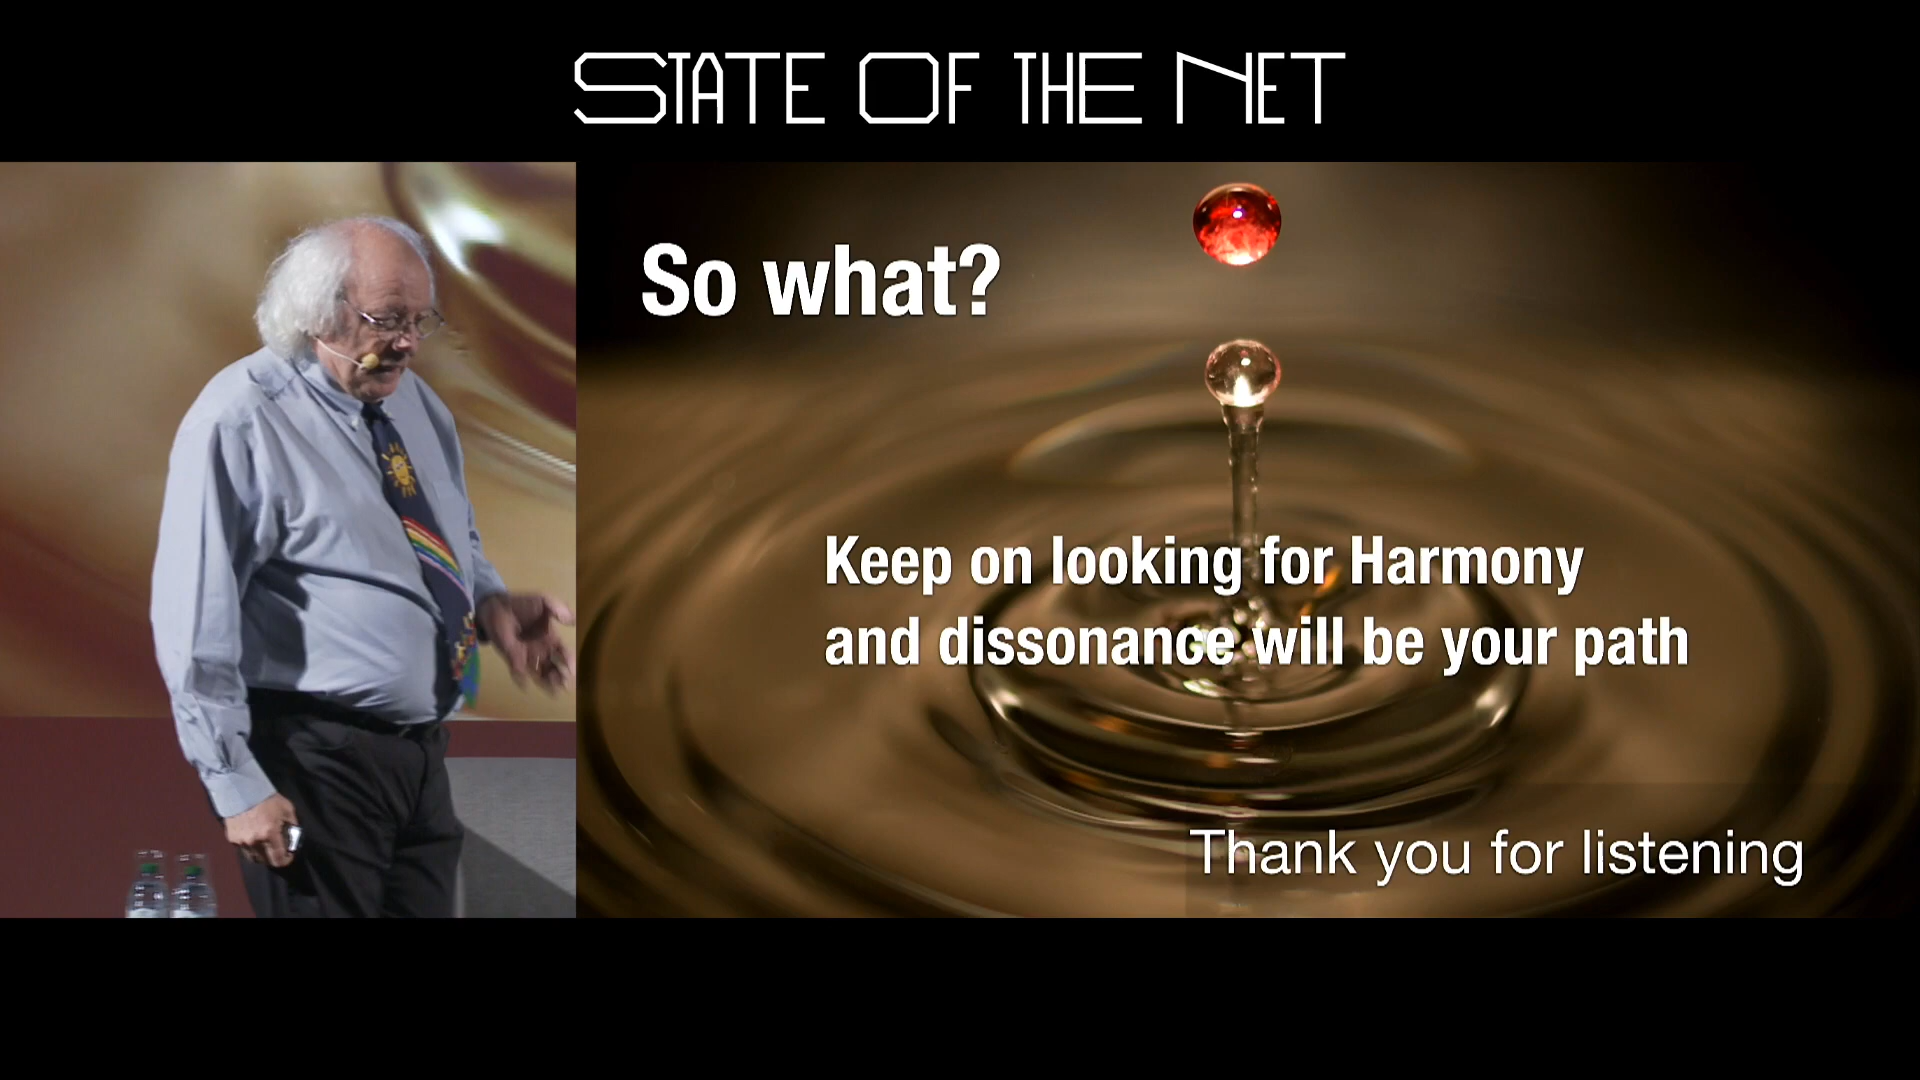 STATE OF THE NET
So what?
Keep on looking for Harmony
and dissonance will be your path
Thank you for listening